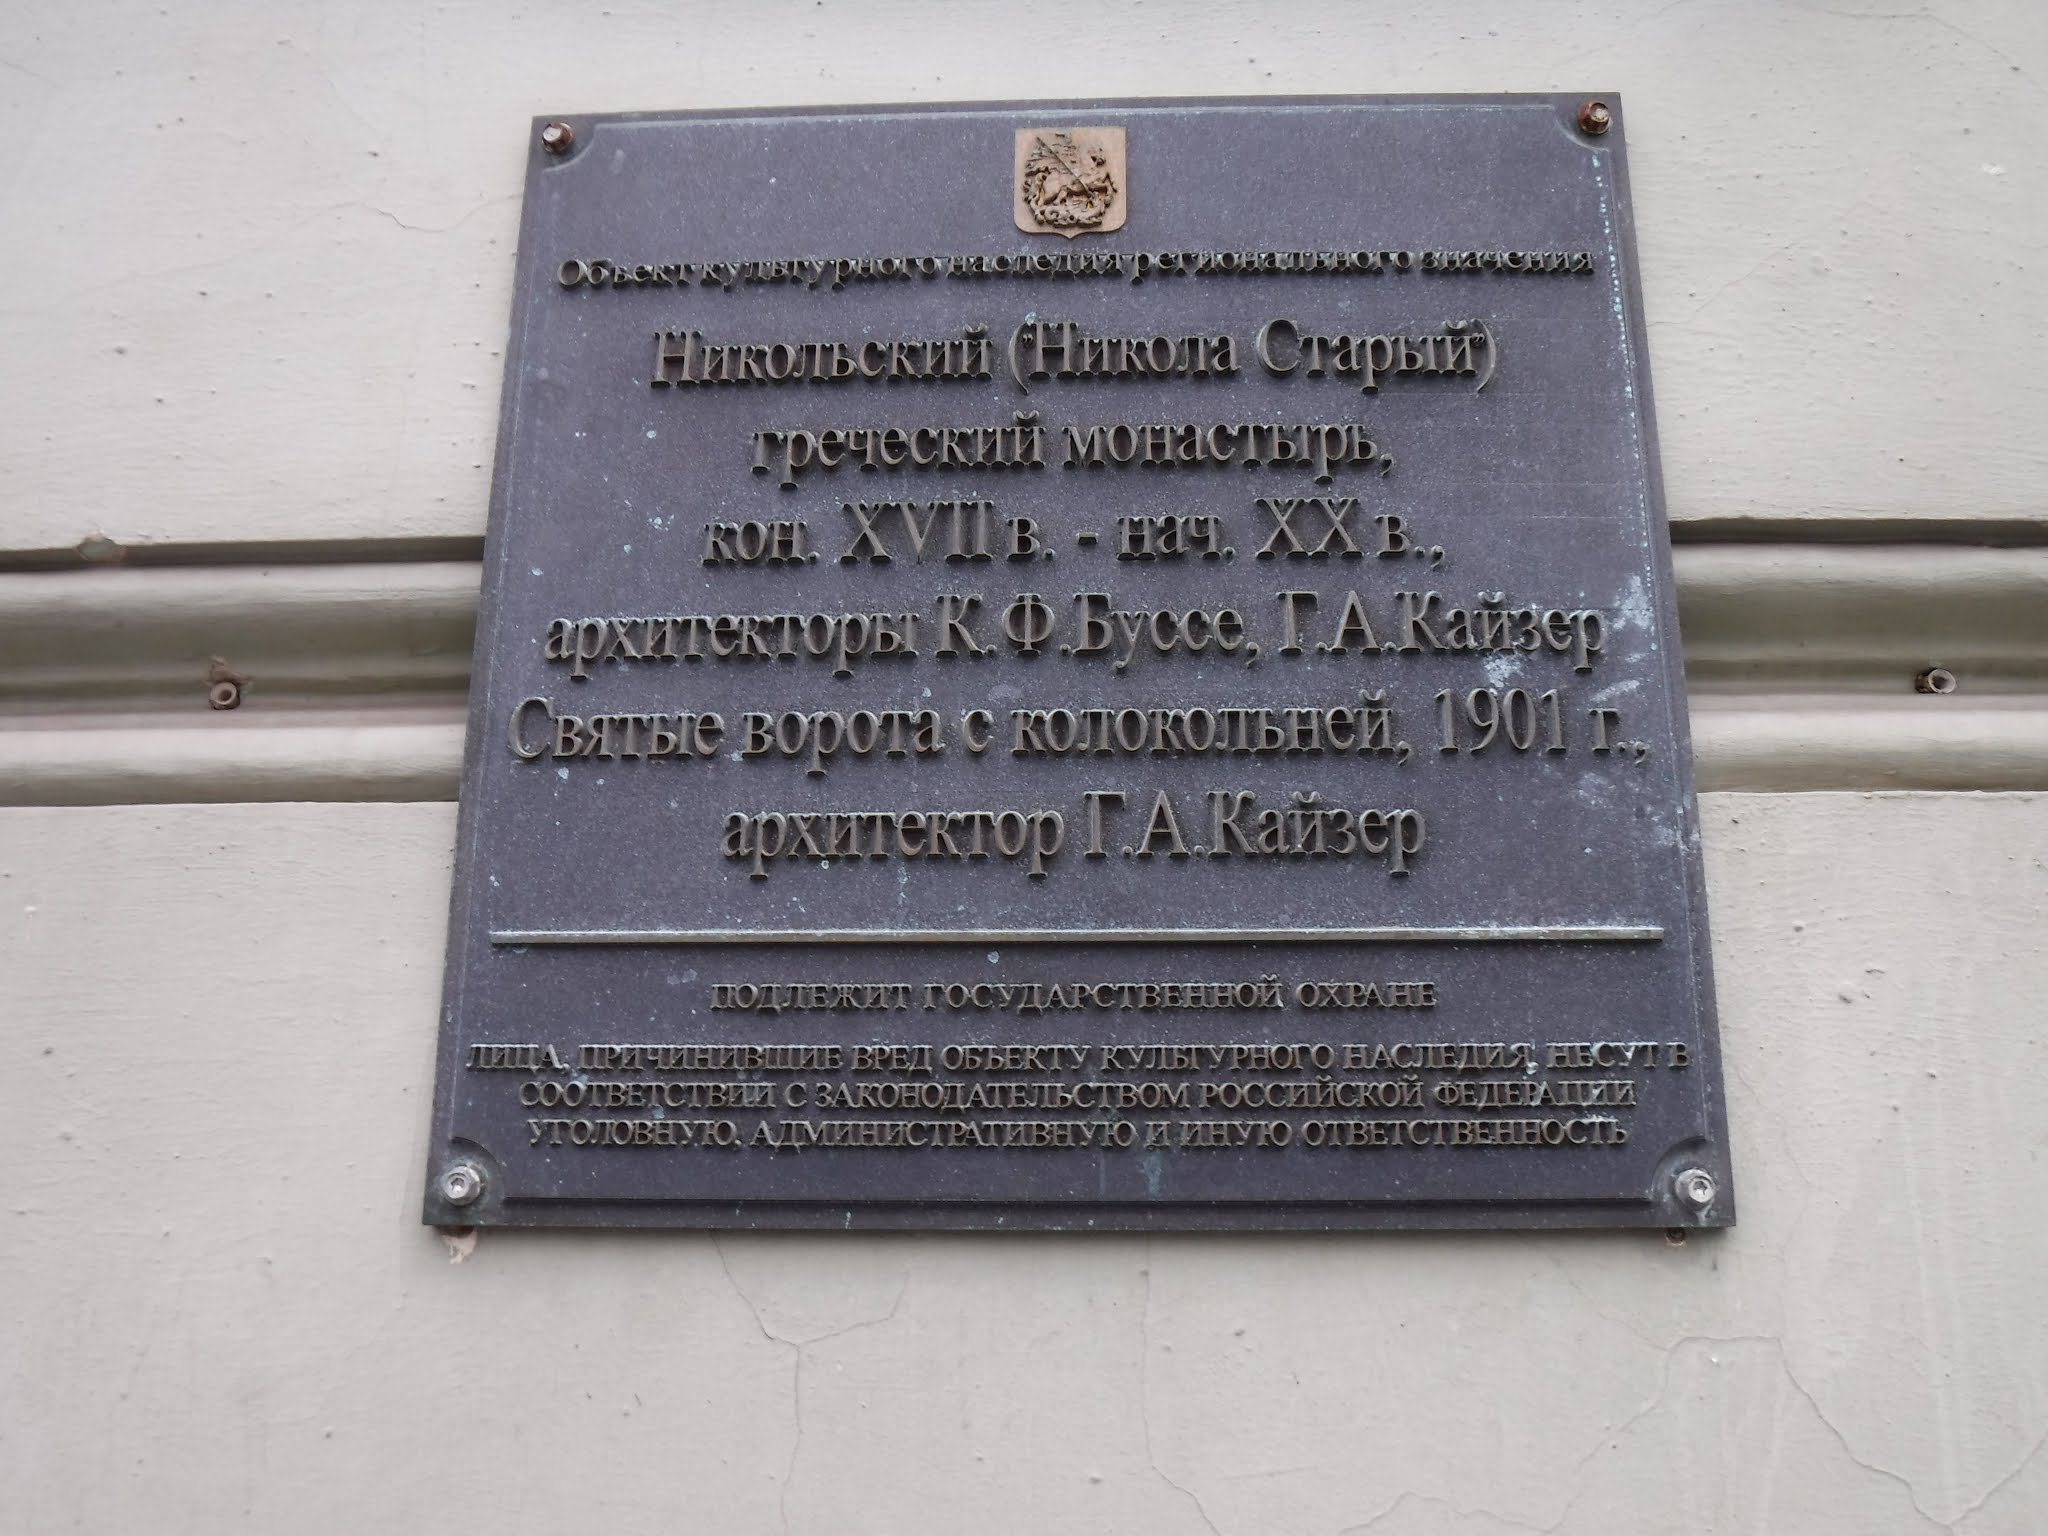 Объект культурного наследия регионального значения
Никольский ("Никола Старый")
греческий монастырь,
кон. XVII в. - нач. XX в.,
архитекторы К.Ф.Буссе, Г.А.Кайзер
Святые ворота с колокольней, 1901 г.,
архитектор Г.А.Кайзер
ПОДЛЕЖИТ ГОСУДАРСТВЕННОЙ ОХРАНЕ
ЛИЦА, ПРИЧИНИВШИЕ ВРЕД ОБЪЕКТУ КУЛЬТУРНОГО НАСЛЕДИЯ, НЕСУТ В
СООТВЕТСТВИИ С ЗАКОНОДАТЕЛЬСТВОМ РОССИЙСКОЙ ФЕДЕРАЦИИ
УГОЛОВНУЮ, АДМИНИСТРАТИВНУЮ И ИНУЮ ОТВЕТСТВЕННОСТЬ